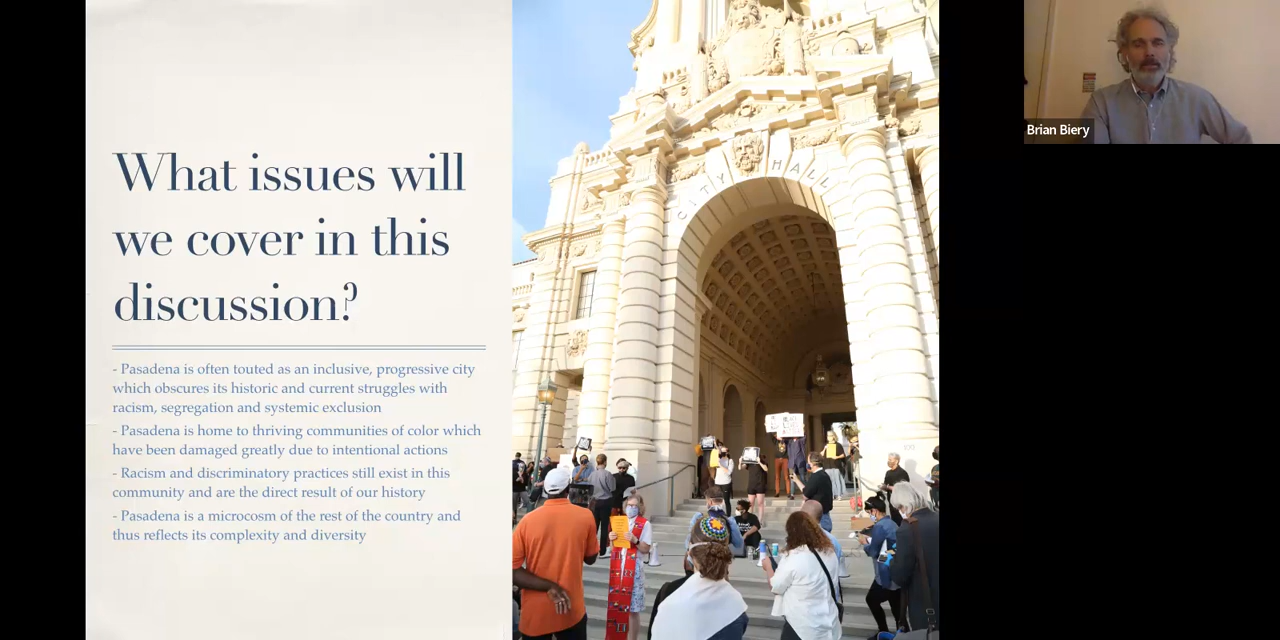 What issues will
we cover in this
discussion?
- Pasadena is often touted as an inclusive, progressive city
which obscures its historic and current struggles with
racism, segregation and systemic exclusion
- Pasadena is home to thriving communities of color which
have been damaged greatly due to intentional actions
- Racism and discriminatory practices still exist in this
community and are the direct result of our history
- Pasadena is a microcosm of the rest of the country and
thus reflects its complexity and diversity
CITY HALL
100
Brian Biery